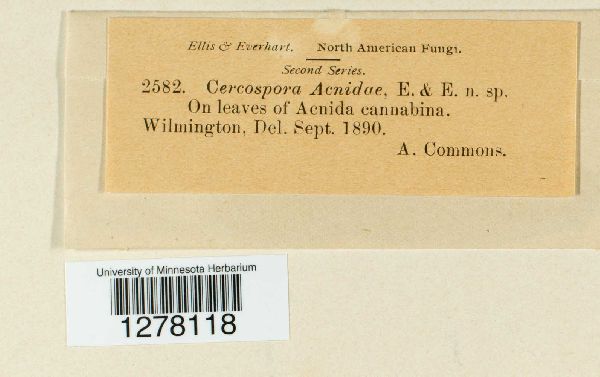 Ellis & Everhart. North American Fungi.
Second Series.
2582. Cercospora Acnidae, E. & E. n. sp.
On leaves of Acnida cannabina.
Wilmington, Del. Sept. 1890.
A. Commons.
University of Minnesota Herbarium
1278118